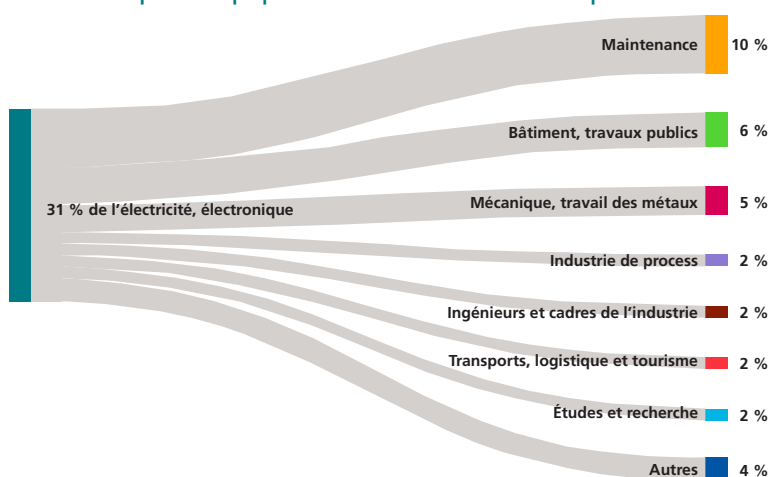 Maintenance 10 %
Bâtiment, travaux publics 6 %
31 % de l’électricité, électronique
Mécanique, travail des métaux 5 %
Industrie de process 2 %
Ingénieurs et cadres de l’industrie 2 %
Transports, logistique et tourisme 2 %
Études et recherche 2 %
Autres 4 %